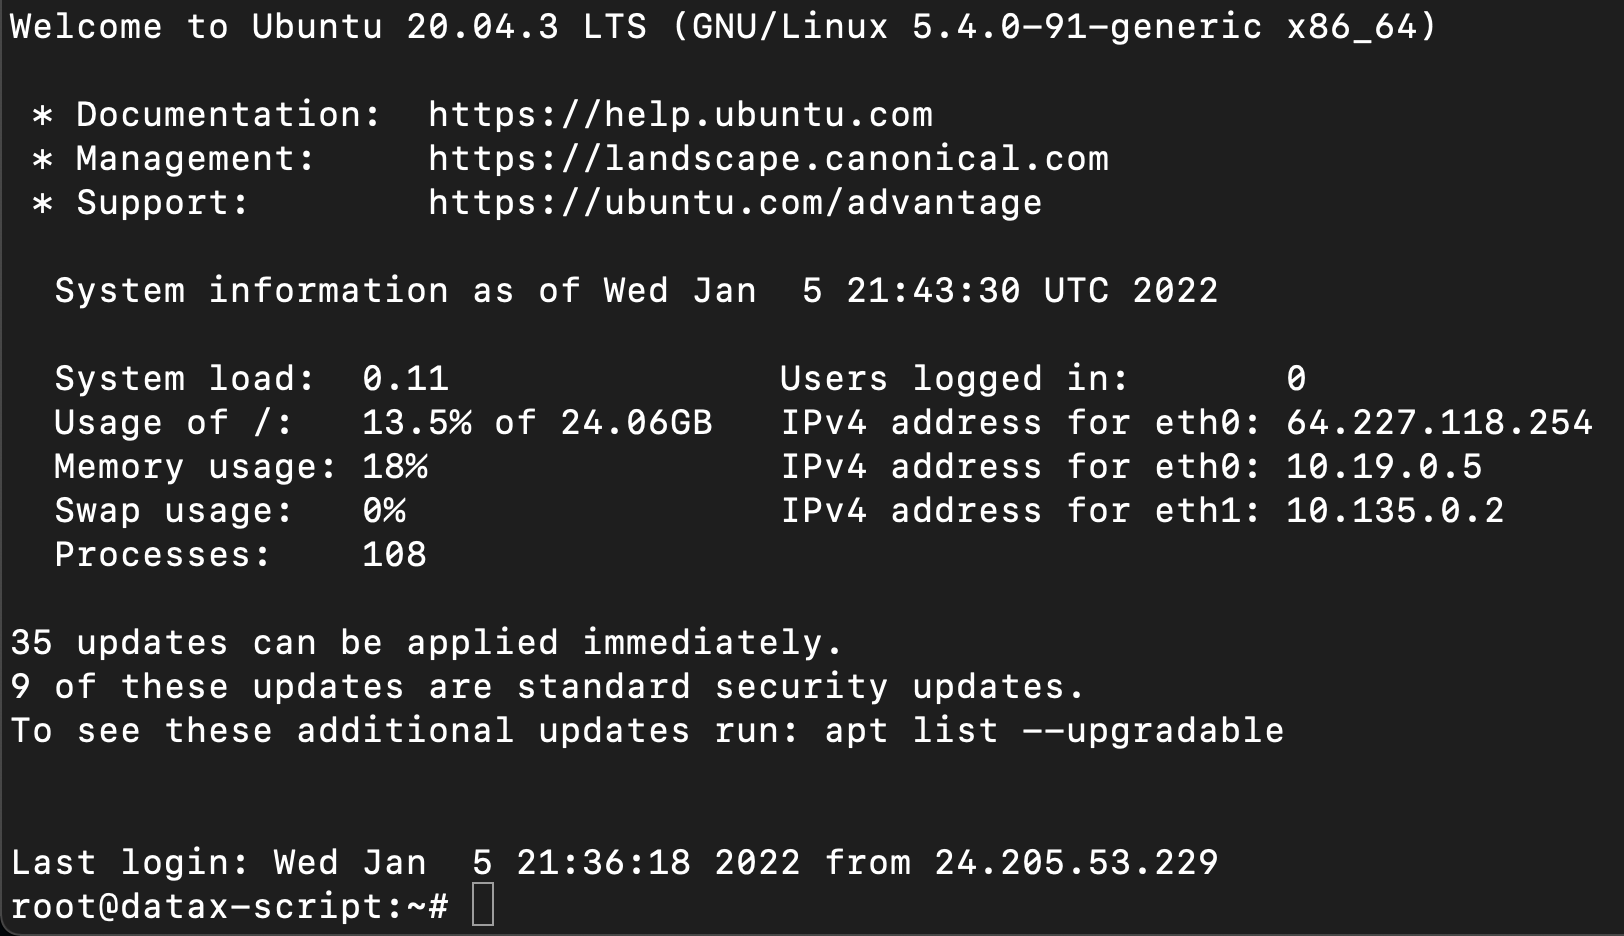 Welcome to Ubuntu 20.04.3 LTS (GNU/Linux 5.4.0-91-generic x86_64)

 * Documentation:  https://help.ubuntu.com
 * Management:     https://landscape.canonical.com
 * Support:        https://ubuntu.com/advantage

  System information as of Wed Jan  5 21:43:30 UTC 2022

  System load:  0.11               Users logged in:       0
  Usage of /:   13.5% of 24.06GB   IPv4 address for eth0: 64.227.118.254
  Memory usage: 18%                IPv4 address for eth0: 10.19.0.5
  Swap usage:   0%                 IPv4 address for eth1: 10.135.0.2
  Processes:    108

35 updates can be applied immediately.
9 of these updates are standard security updates.
To see these additional updates run: apt list --upgradable


Last login: Wed Jan  5 21:36:18 2022 from 24.205.53.229
root@datax-script:~#